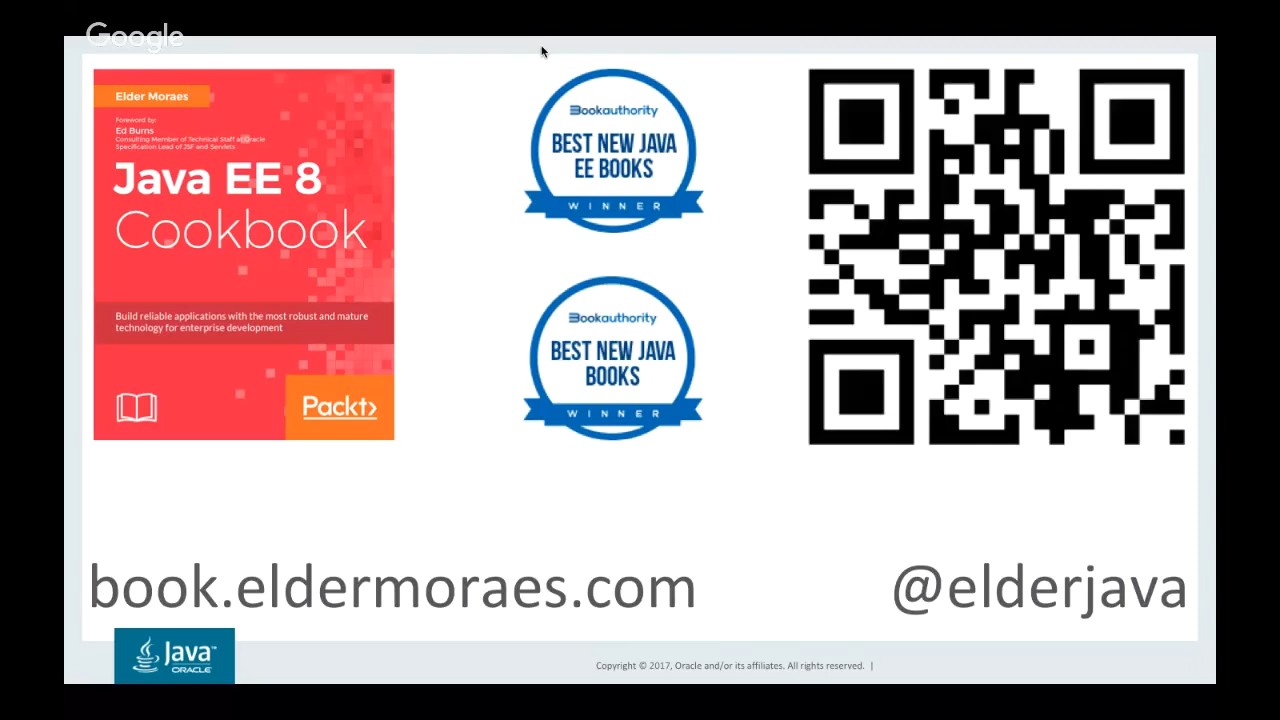 Google
Elder Moraes
Foreword by:
Ed Burns
Consulting Member of Technical Staff at Oracle
Specification Lead of JSF and Servlets
Java EE 8
Cookbook
Build reliable applications with the most robust and mature
technology for enterprise development
Packt>
Bookauthority
BEST NEW JAVA
EE BOOKS
WINNER
Bookauthority
BEST NEW JAVA
BOOKS
WINNER
book.eldermoraes.com
@elderjava
Java™
ORACLE
Copyright © 2017, Oracle and/or its affiliates. All rights reserved. |